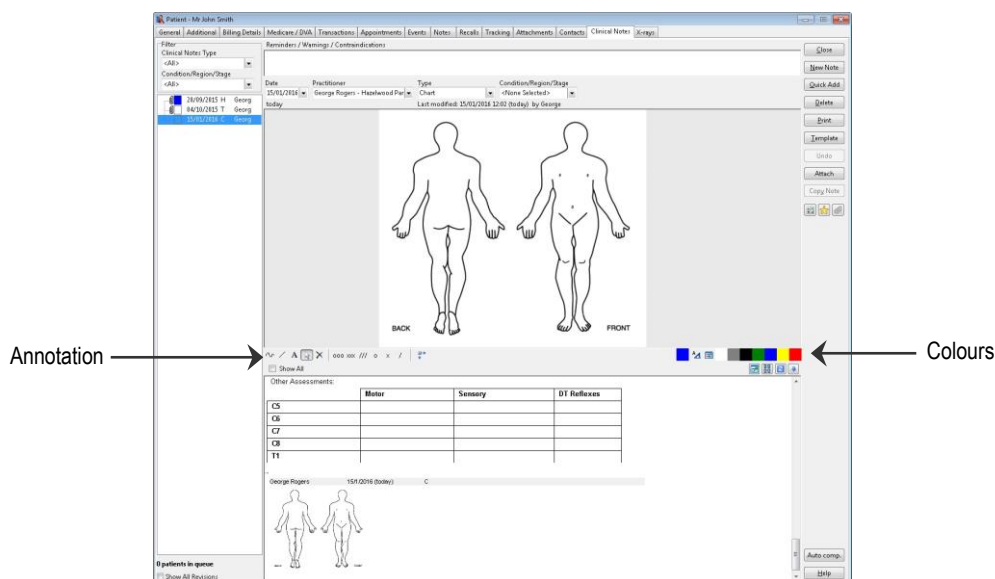 Patient - Mr John Smith
General Additional Billing Details Medicare / DVA Transactions Appointments Events Notes Recalls Tracking Attachments Contacts Clinical Notes X-rays
Filter
Clinical Notes Type
<All>
Condition/Region/Stage
<All>
28/09/2015 H Georg
04/10/2015 T Georg
15/01/2016 C Georg
Reminders / Warnings / Contraindications
Date Practitioner Type Condition/Region/Stage
15/01/2016 George Rogers - Hazelwood Par Chart <None Selected>
today Last modified: 15/01/2016 12:02 (today) by George
Close
New Note
Quick Add
Delete
Print
Template
Undo
Attach
Copy Note
BACK FRONT
Annotation
Colours
A ooo xxx /// o x /
Show All
Other Assessments:
Motor Sensory DT Reflexes
C5
C6
C7
C8
T1
George Rogers 15/1/2016 (today) C
0 patients in queue
Show All Revisions
Auto comp.
Help